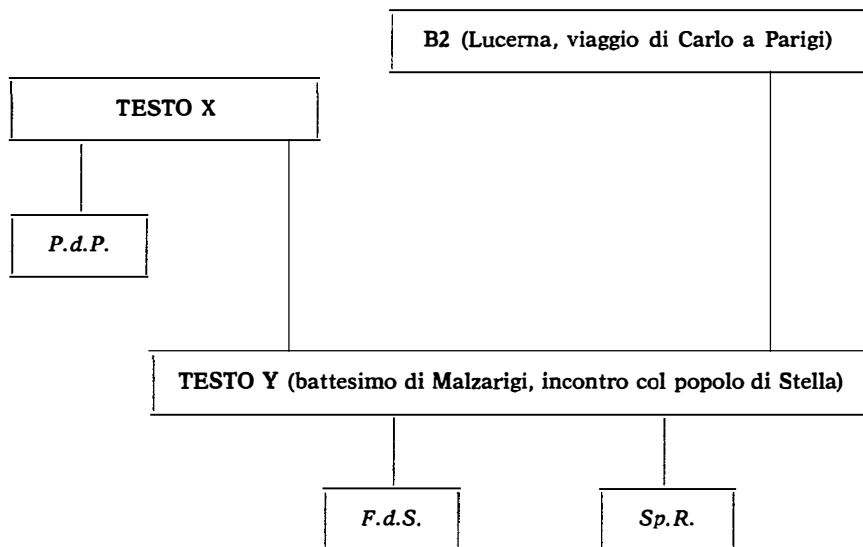 B2 (Lucerna, viaggio di Carlo a Parigi)
TESTO X
P.d.P.
TESTO Y (battesimo di Malzarigi, incontro col popolo di Stella)
F.d.S.
Sp.R.